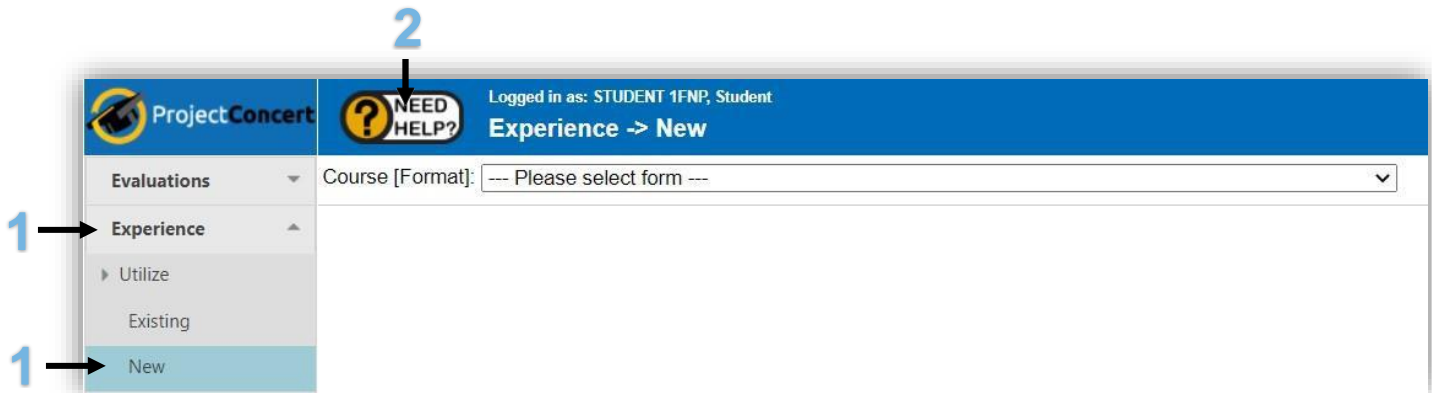 2
ProjectConcert
NEED
HELP?
Logged in as: STUDENT 1FNP, Student
Experience -> New
Evaluations
Course [Format]:
--- Please select form ---
1
Experience
Utilize
Existing
1
New